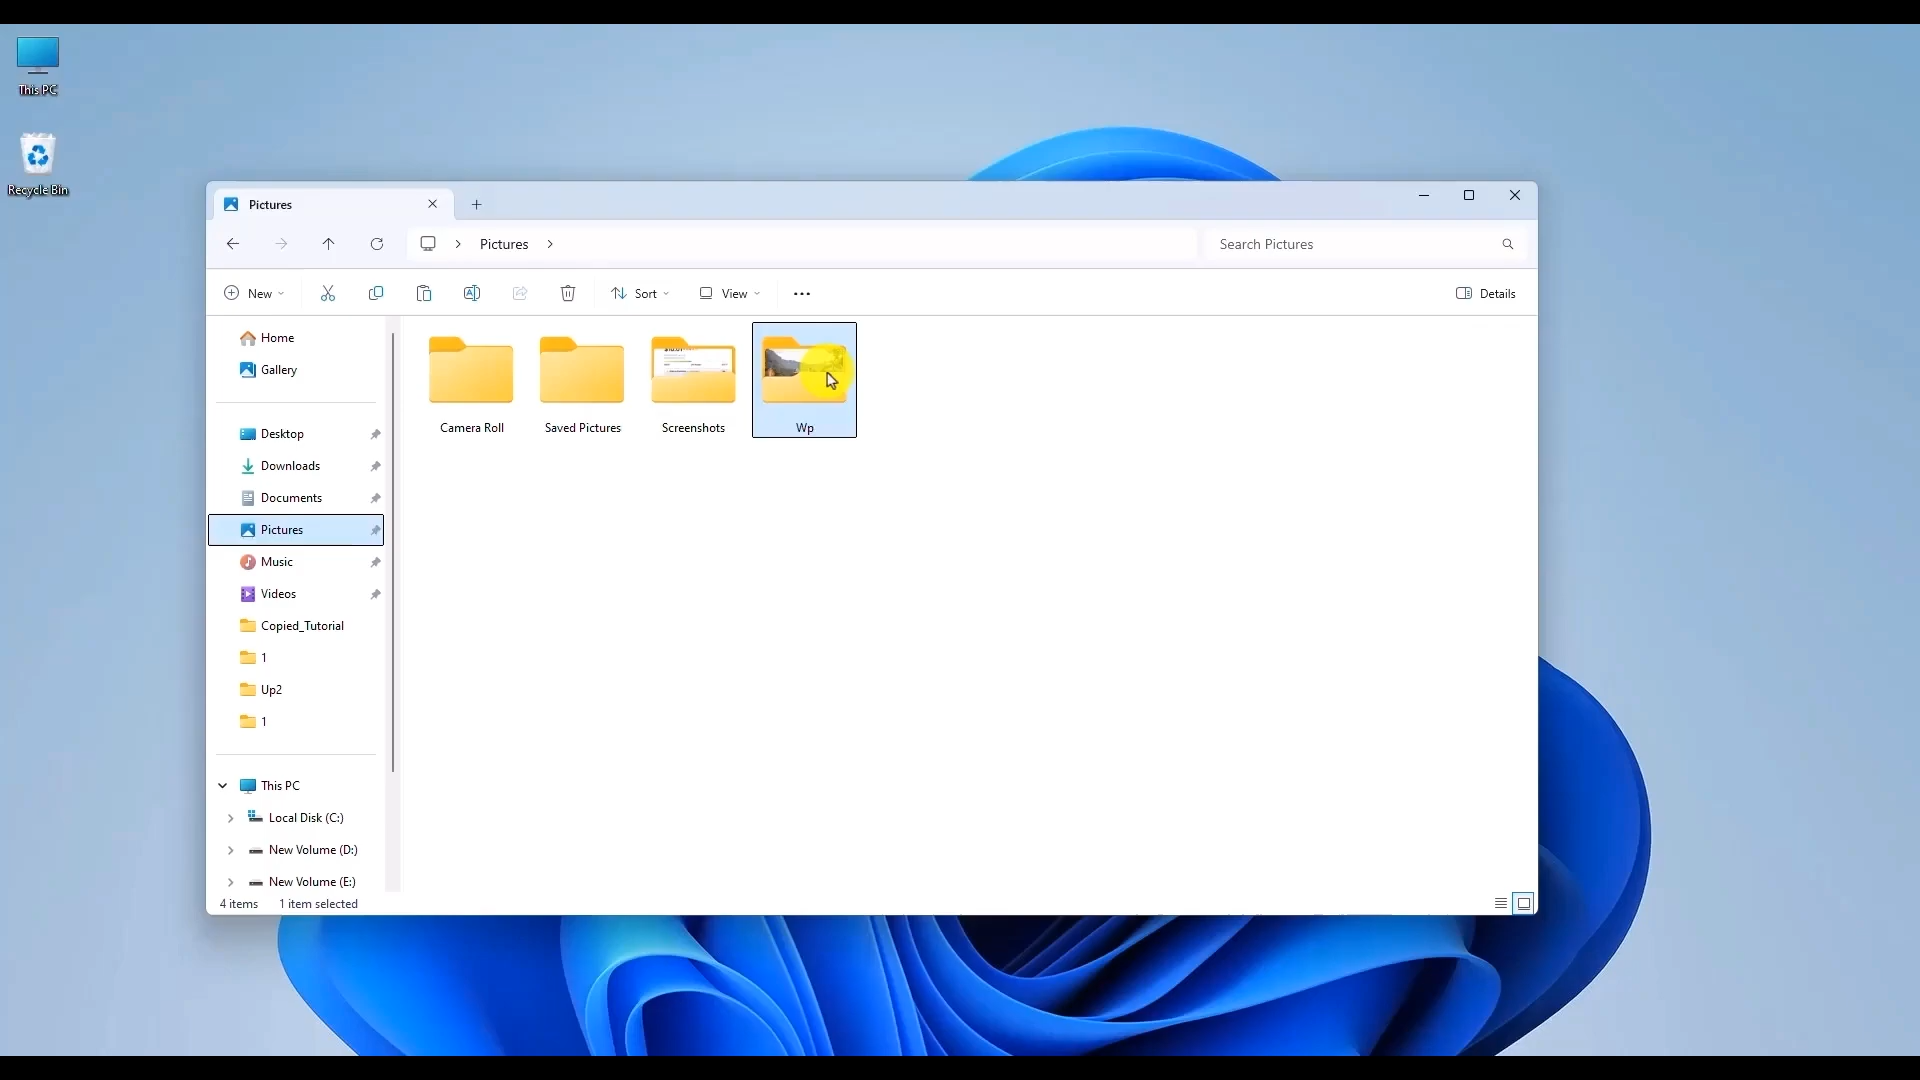 This PC
Recycle Bin
Pictures
Pictures
Search Pictures
New
Sort
View
Details
Home
Gallery
Desktop
Downloads
Documents
Pictures
Music
Videos
Copied_Tutorial
1
Up2
1
This PC
Local Disk (C:)
New Volume (D:)
New Volume (E:)
Camera Roll
Saved Pictures
Screenshots
Wp
4 items
1 item selected